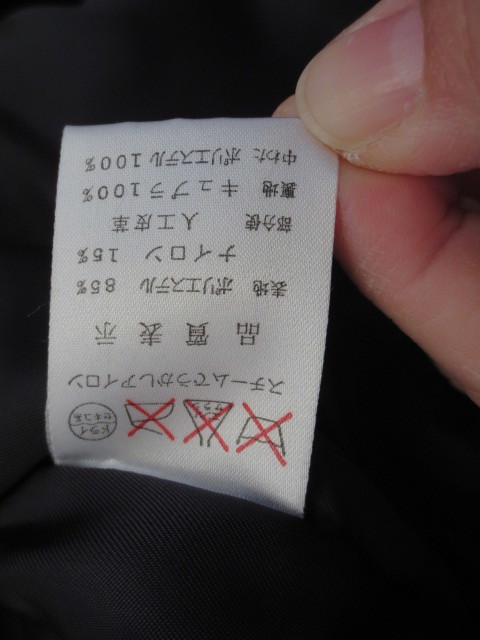 ドライ
セキユ系
スチームでうかしアイロン
品質表示
表地 ポリエステル 85%
ナイロン 15%
部分使 人工皮革
裏地 キュプラ100%
中わた ポリエステル100%